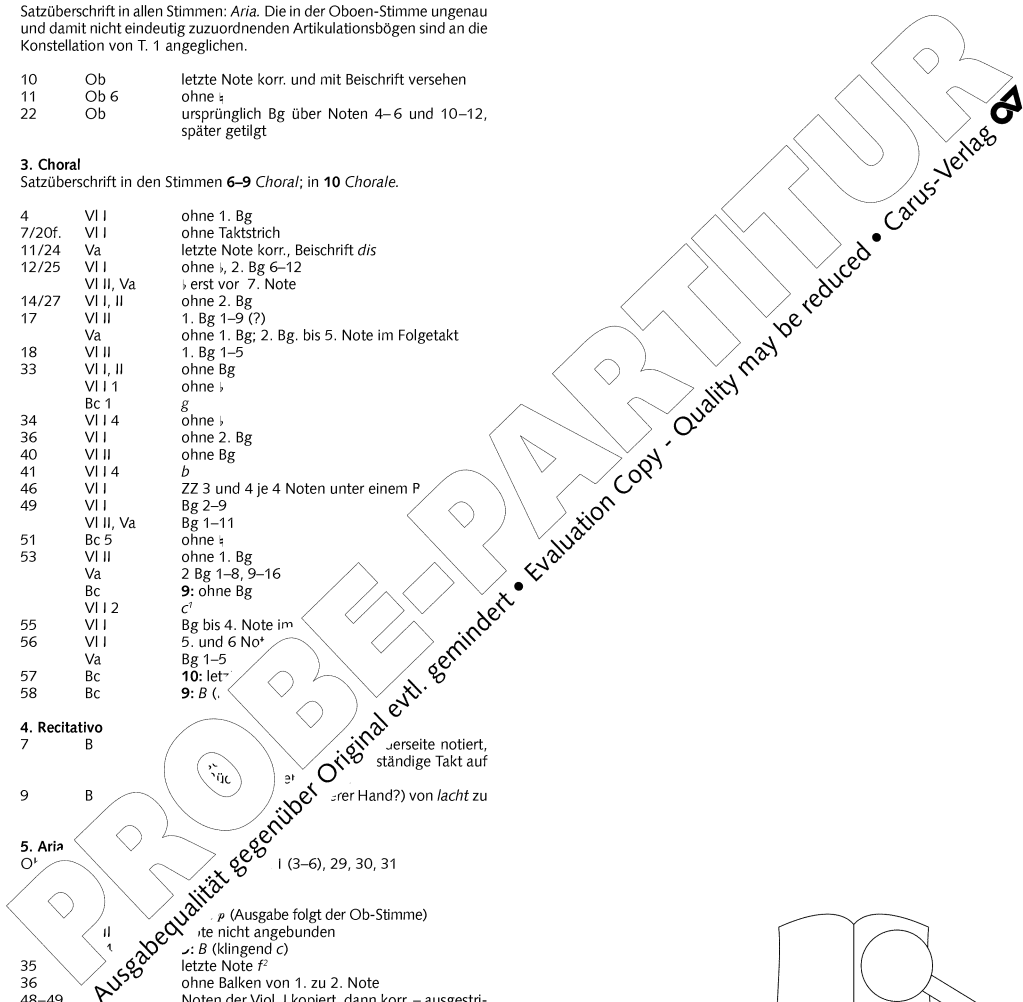 Satzüberschrift in allen Stimmen: Aria. Die in der Oboen-Stimme ungenau
und damit nicht eindeutig zuzuordnenden Artikulationsbögen sind an die
Konstellation von T. 1 angeglichen.
10 Ob letzte Note korr. und mit Beischrift versehen
11 Ob 6 ohne ♮
22 Ob ursprünglich Bg über Noten 4–6 und 10–12,
später getilgt
3. Choral
Satzüberschrift in den Stimmen 6–9 Choral; in 10 Chorale.
4 Vl I ohne 1. Bg
7/20f. Vl I ohne Taktstrich
11/24 Va letzte Note korr., Beischrift dis
12/25 Vl I ohne ♭, 2. Bg 6–12
Vl II, Va ♭ erst vor 7. Note
14/27 Vl I, II ohne 2. Bg
17 Vl II 1. Bg 1–9 (?)
Va ohne 1. Bg; 2. Bg. bis 5. Note im Folgetakt
18 Vl II 1. Bg 1–5
33 Vl I, II ohne Bg
Vl I 1 ohne ♭
Bc 1 g
34 Vl I 4 ohne ♭
36 Vl I ohne 2. Bg
40 Vl II ohne Bg
41 Vl I 4 b
46 Vl I ZZ 3 und 4 je 4 Noten unter einem
49 Vl I Bg 2–9
Vl II, Va Bg 1–11
51 Bc 5 ohne ♮
53 Vl II ohne 1. Bg
Va 2 Bg 1–8, 9–16
Bc 9: ohne Bg
Vl I 2 c¹
55 Vl I Bg bis 4. Note im
56 Vl I 5. und 6
Va Bg 1–5
57 Bc 10:
58 Bc 9: B
4. Recitativo
7 B notiert,
Takt auf
9 B Hand?) von lacht zu
5. Aria
(3–6), 29, 30, 31
p (Ausgabe folgt der Ob-Stimme)
nicht angebunden
B (klingend c)
35 letzte Note f²
36 ohne Balken von 1. zu 2. Note
48–49 Noten der Viol. I kopiert, dann korr. – ausgestri-
PROBE-PARTITUR
Ausgabequalität gegenüber Original evtl. gemindert • Evaluation Copy - Quality may be reduced • Carus-Verlag